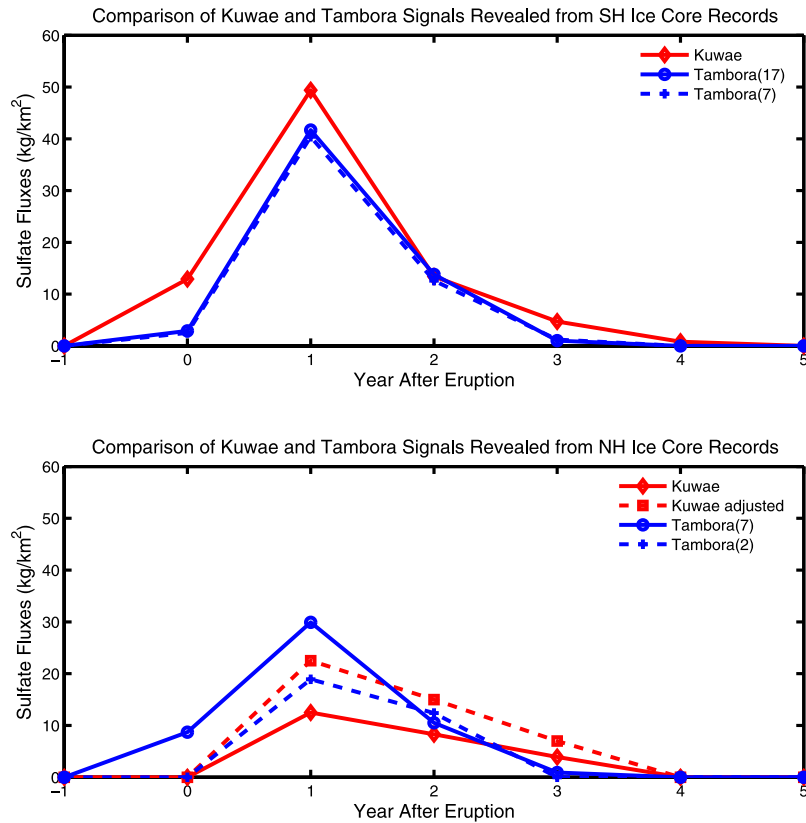 Comparison of Kuwae and Tambora Signals Revealed from SH Ice Core Records
60
50
40
30
20
10
0
Sulfate Fluxes (kg/km²)
Kuwae
Tambora(17)
Tambora(7)
−1 0 1 2 3 4 5
Year After Eruption
Comparison of Kuwae and Tambora Signals Revealed from NH Ice Core Records
60
50
40
30
20
10
0
Sulfate Fluxes (kg/km²)
Kuwae
Kuwae adjusted
Tambora(7)
Tambora(2)
−1 0 1 2 3 4 5
Year After Eruption